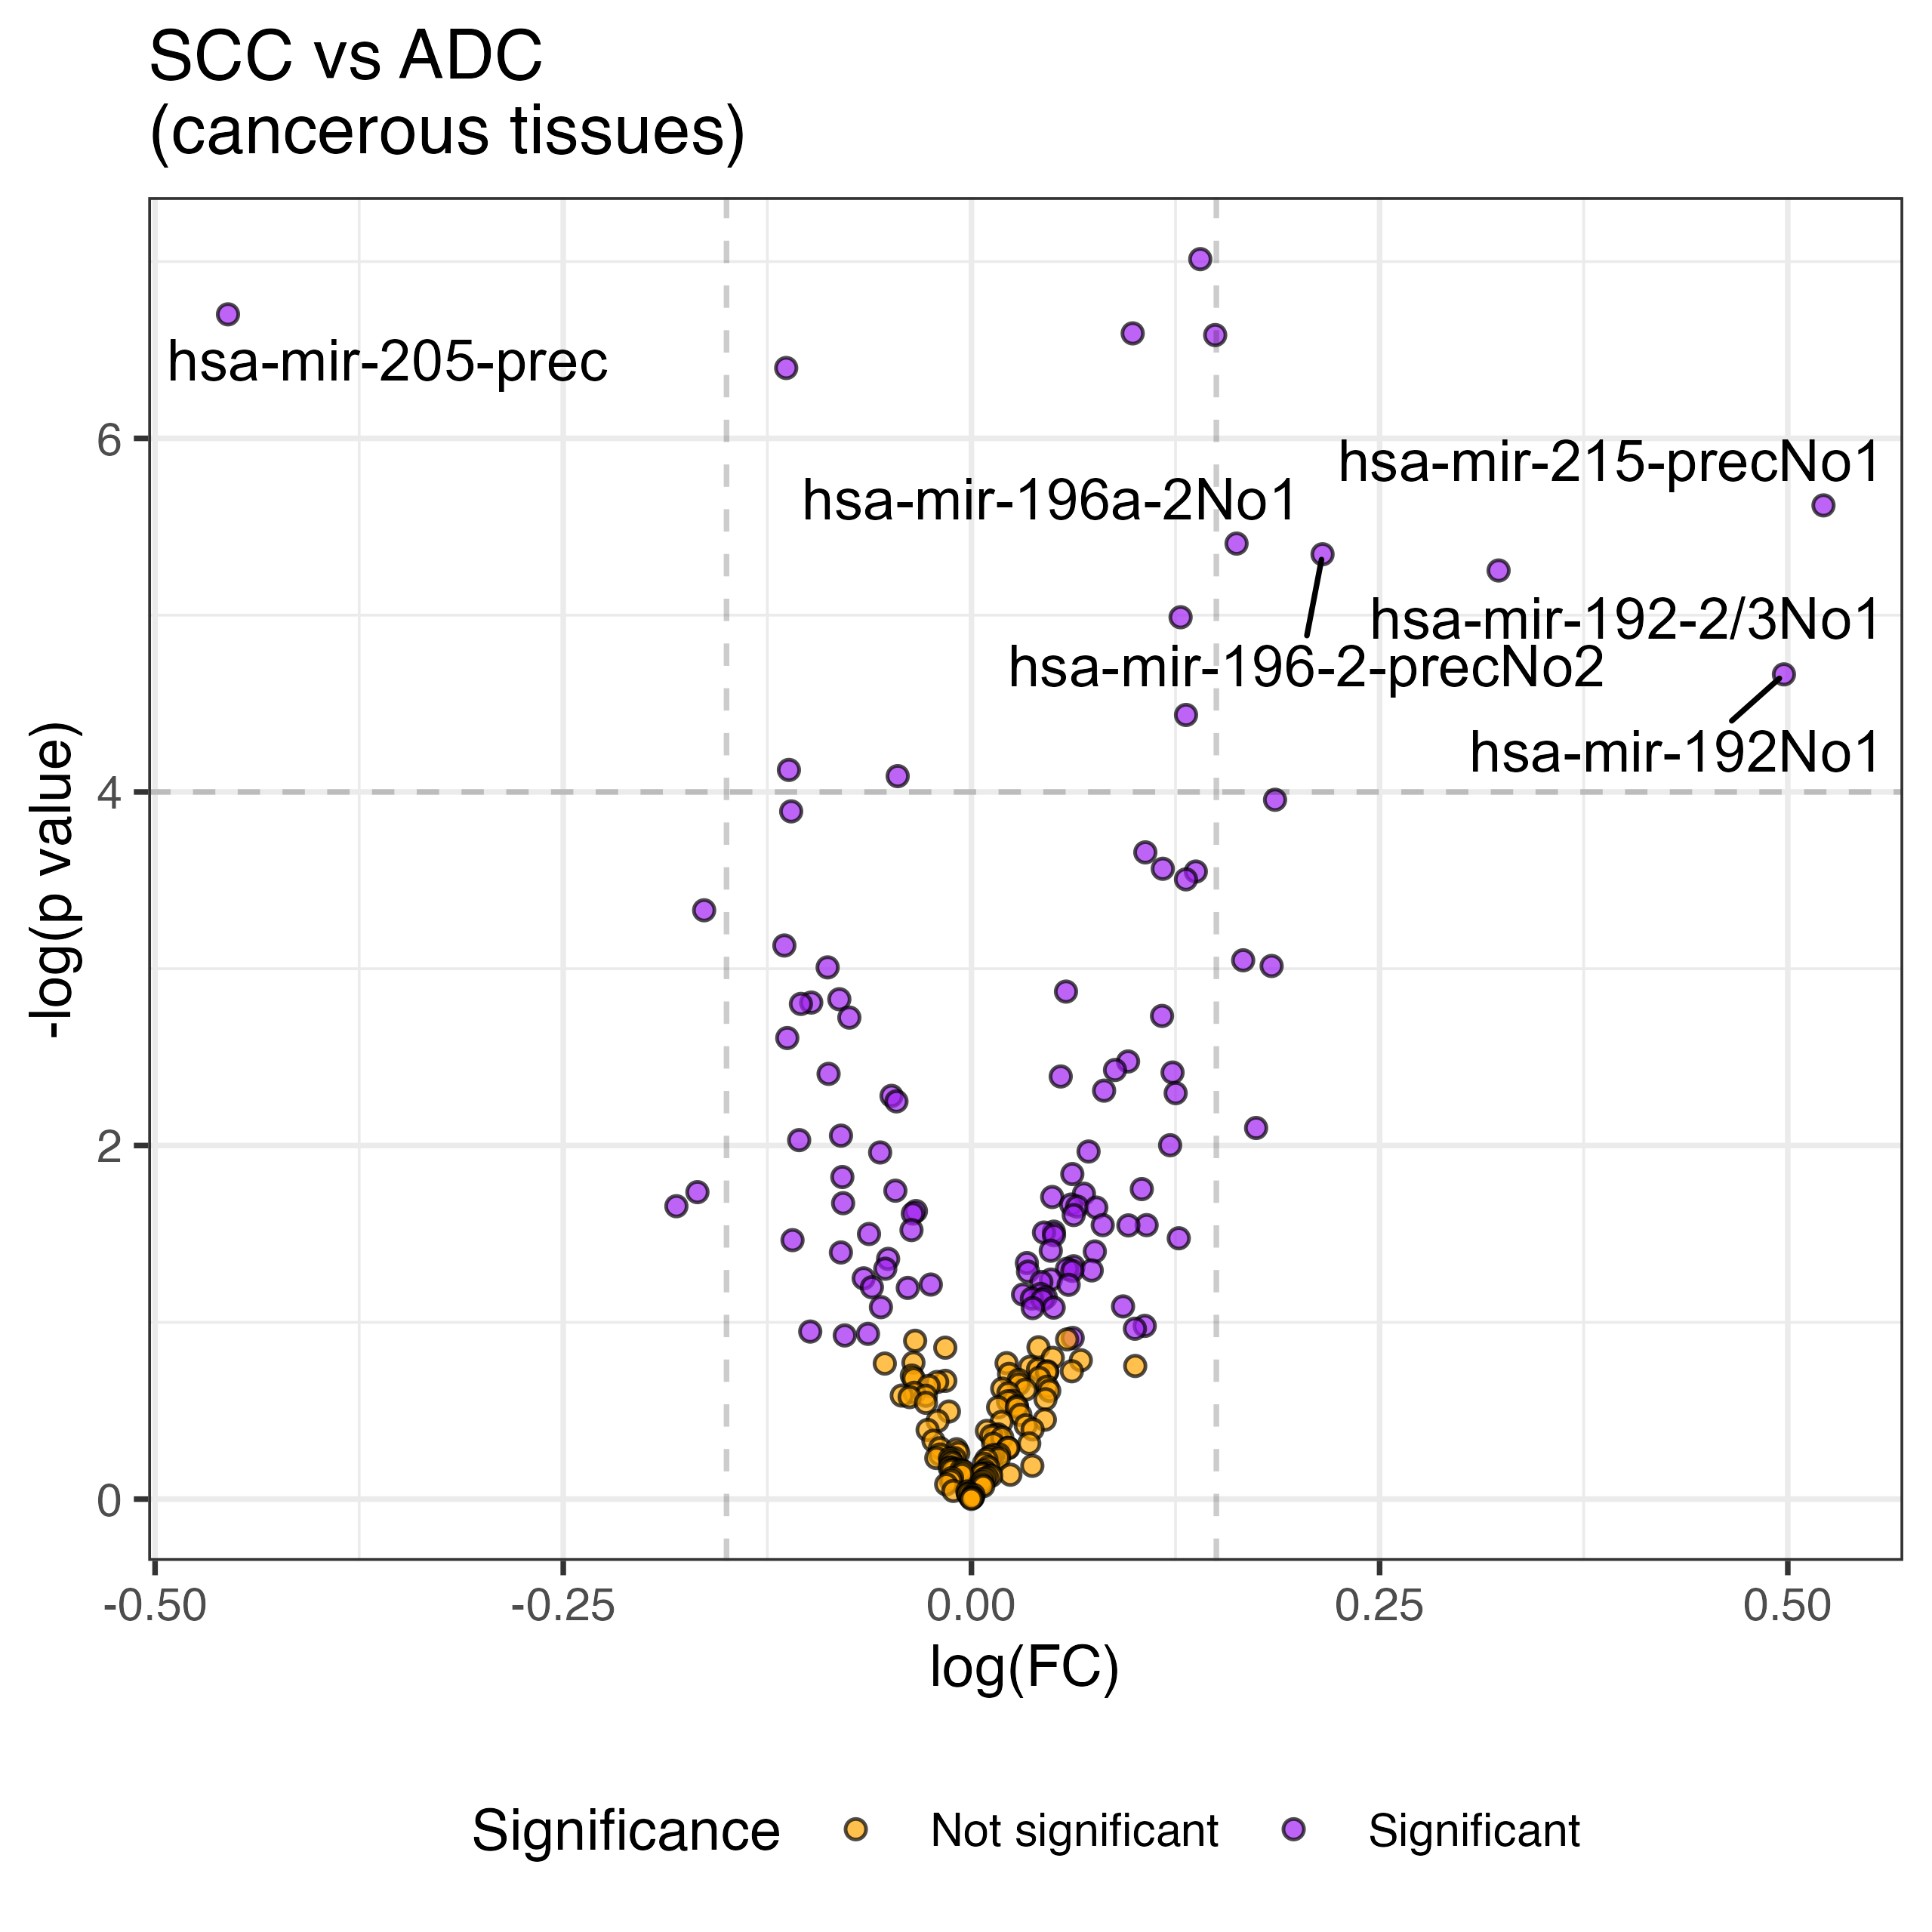 SCC vs ADC
(cancerous tissues)
hsa-mir-205-prec
hsa-mir-215-precNo1
hsa-mir-196a-2No1
hsa-mir-192-2/3No1
hsa-mir-196-2-precNo2
hsa-mir-192No1
-log(p value)
6
4
2
0
-0.50
-0.25
0.00
0.25
0.50
log(FC)
Significance
Not significant
Significant